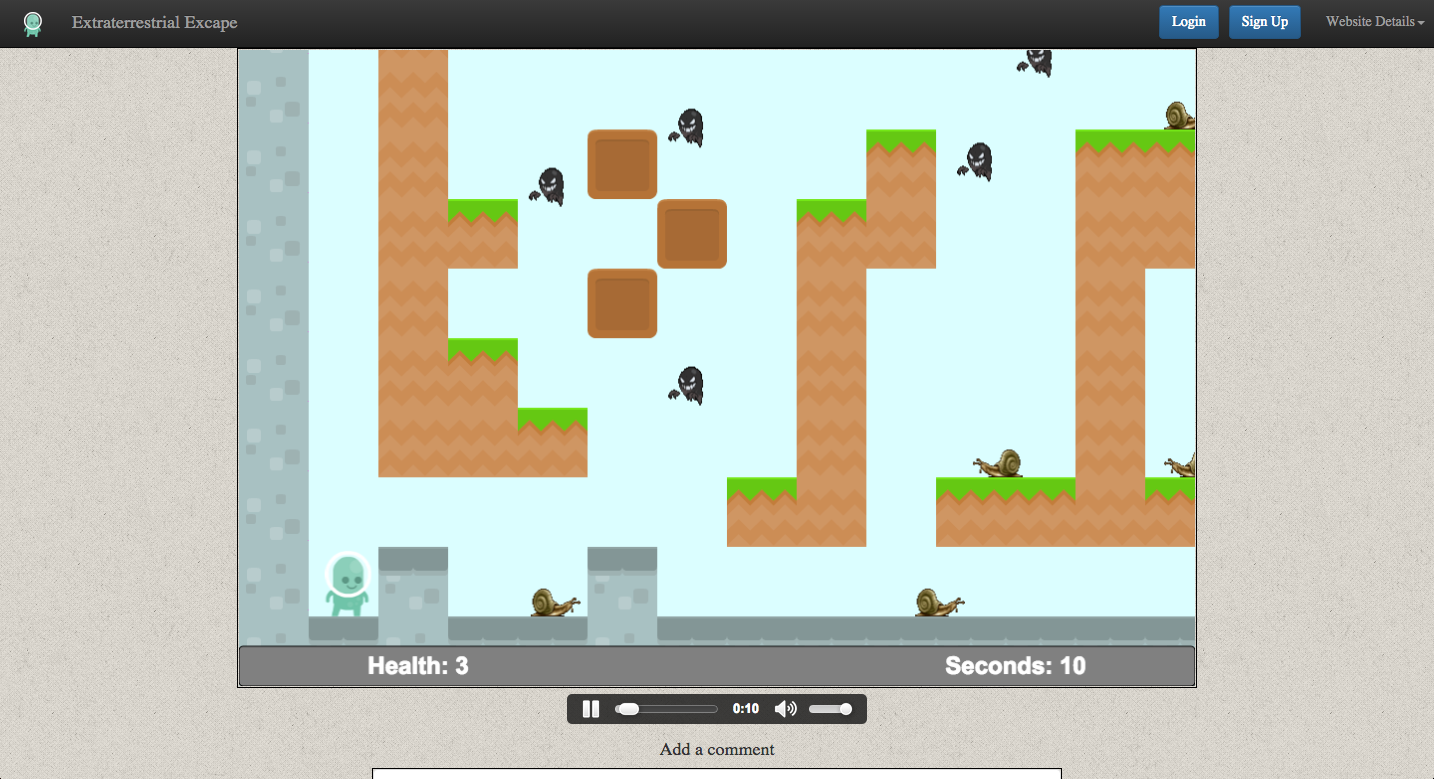 Extraterrestrial Excape
Login
Sign Up
Website Details
Health: 3
Seconds: 10
0:10
Add a comment